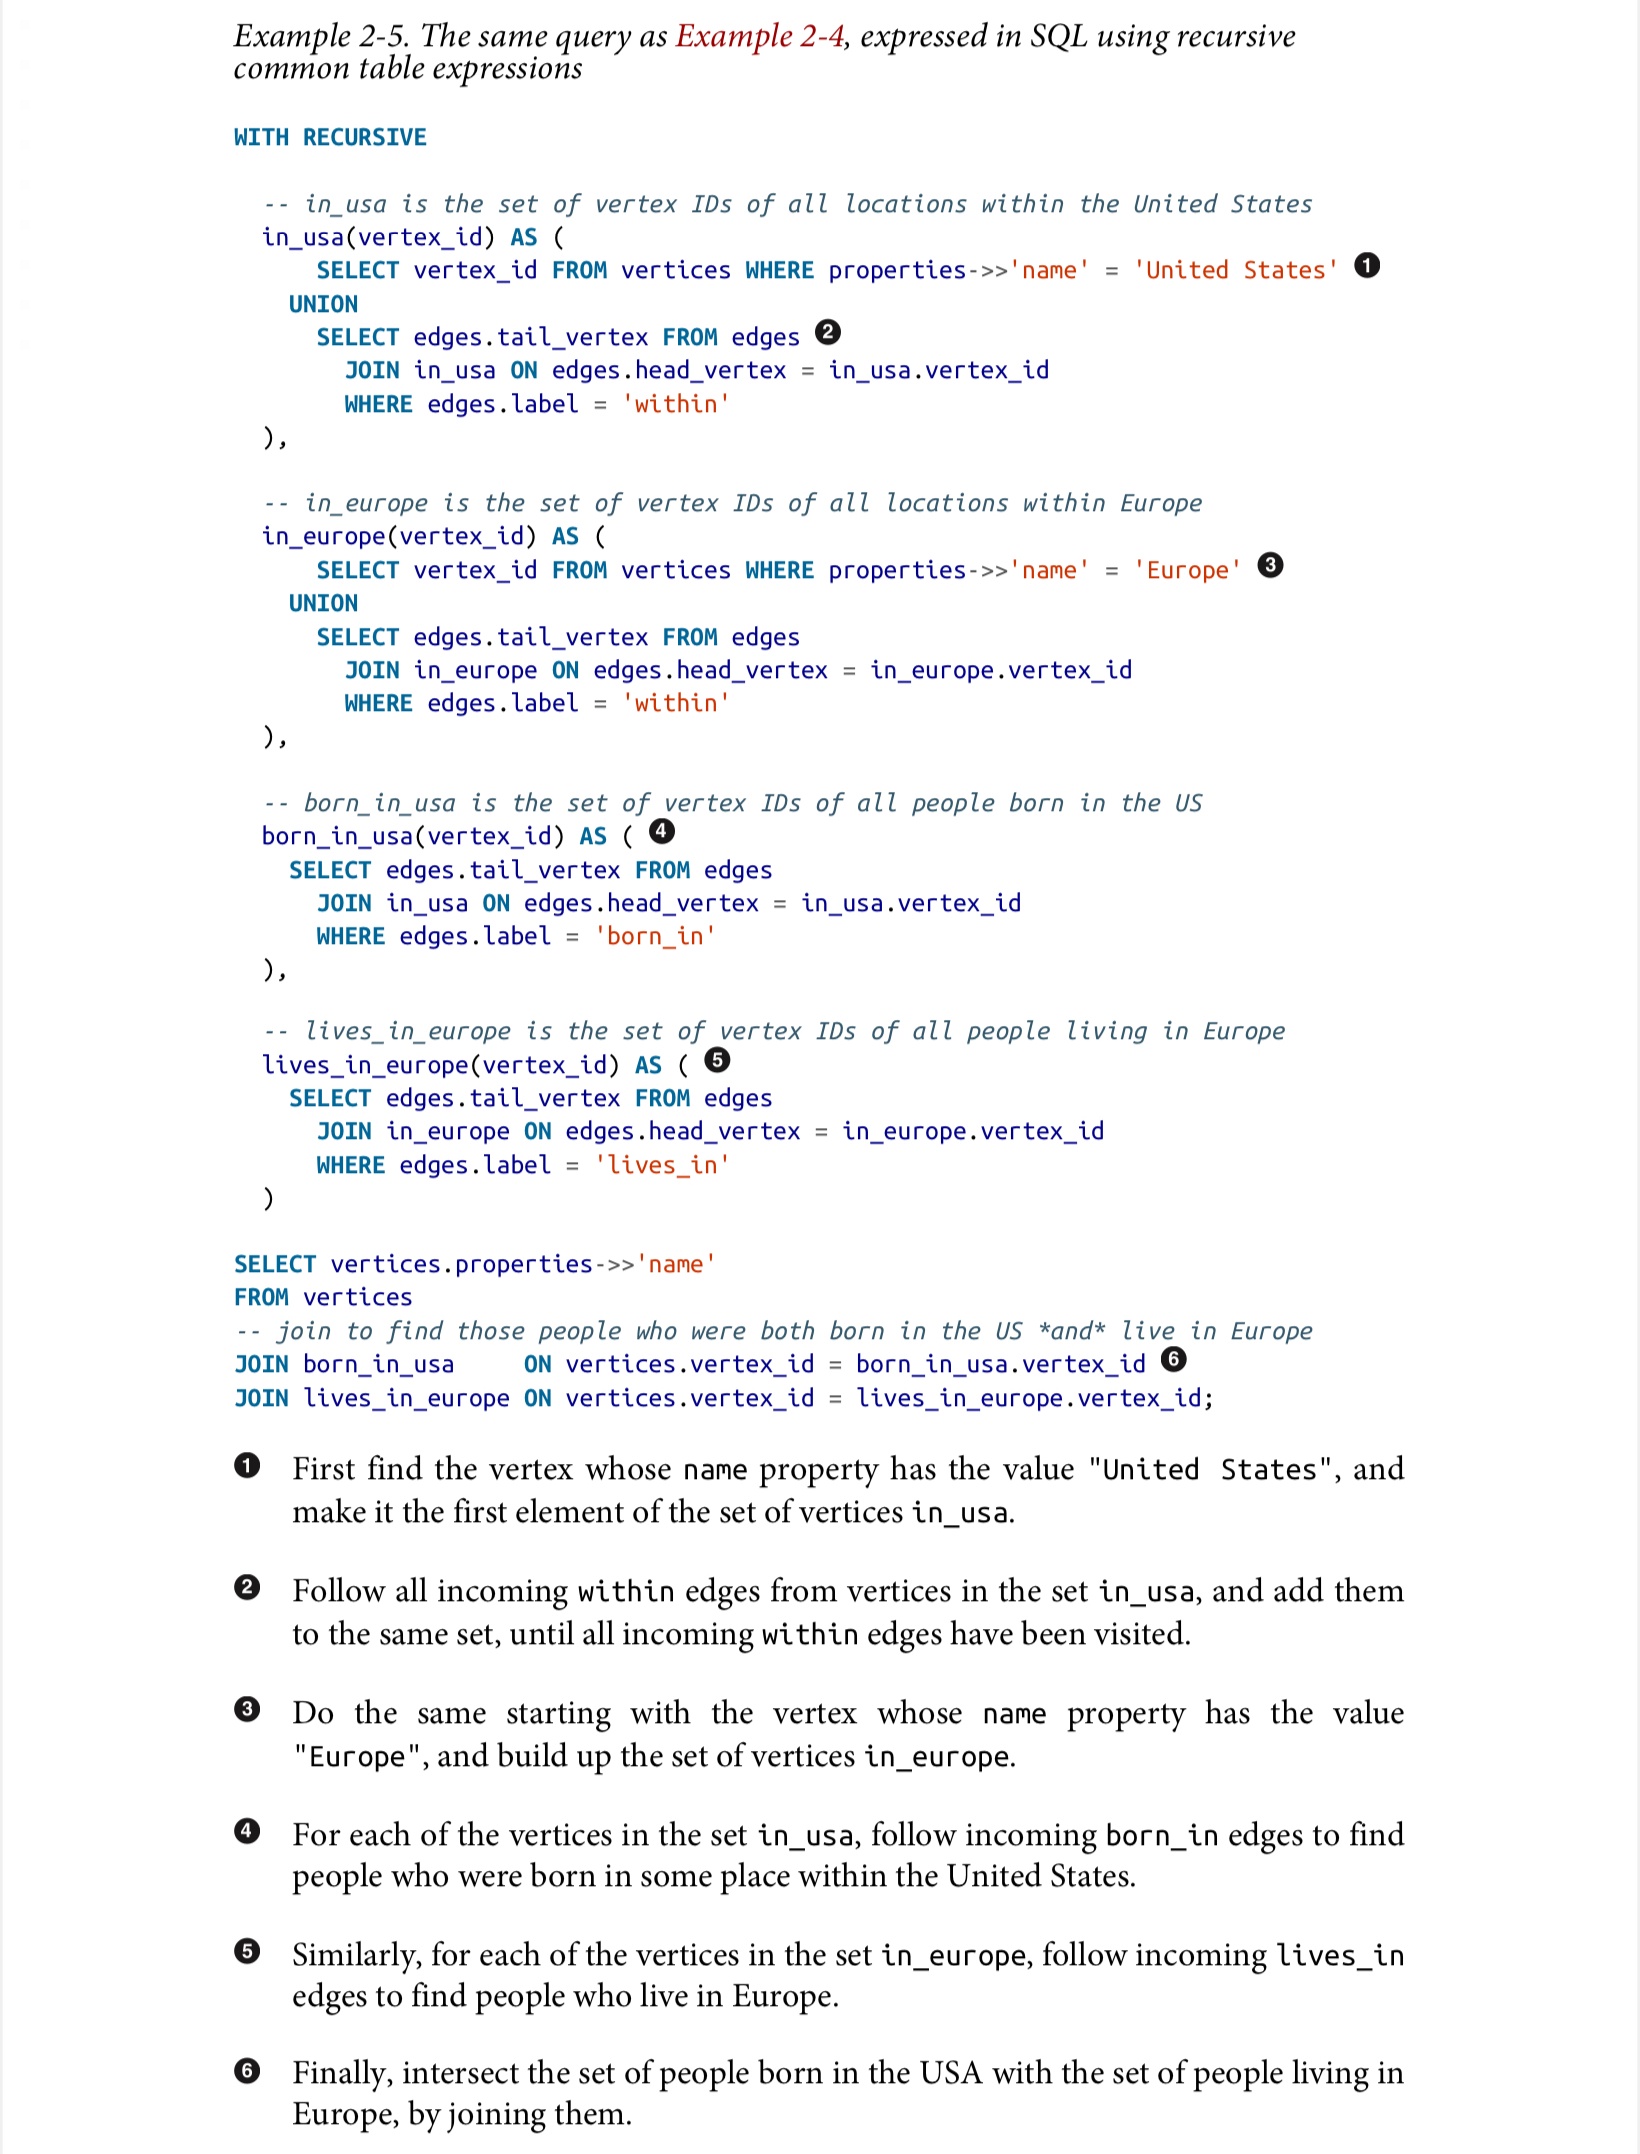 Example 2-5. The same query as Example 2-4, expressed in SQL using recursive
common table expressions
WITH RECURSIVE
-- in_usa is the set of vertex IDs of all locations within the United States
in_usa(vertex_id) AS (
SELECT vertex_id FROM vertices WHERE properties->>'name' = 'United States' ❶
UNION
SELECT edges.tail_vertex FROM edges ❷
JOIN in_usa ON edges.head_vertex = in_usa.vertex_id
WHERE edges.label = 'within'
),
-- in_europe is the set of vertex IDs of all locations within Europe
in_europe(vertex_id) AS (
SELECT vertex_id FROM vertices WHERE properties->>'name' = 'Europe' ❸
UNION
SELECT edges.tail_vertex FROM edges
JOIN in_europe ON edges.head_vertex = in_europe.vertex_id
WHERE edges.label = 'within'
),
-- born_in_usa is the set of vertex IDs of all people born in the US
born_in_usa(vertex_id) AS ( ❹
SELECT edges.tail_vertex FROM edges
JOIN in_usa ON edges.head_vertex = in_usa.vertex_id
WHERE edges.label = 'born_in'
),
-- lives_in_europe is the set of vertex IDs of all people living in Europe
lives_in_europe(vertex_id) AS ( ❺
SELECT edges.tail_vertex FROM edges
JOIN in_europe ON edges.head_vertex = in_europe.vertex_id
WHERE edges.label = 'lives_in'
)
SELECT vertices.properties->>'name'
FROM vertices
-- join to find those people who were both born in the US *and* live in Europe
JOIN born_in_usa ON vertices.vertex_id = born_in_usa.vertex_id ❻
JOIN lives_in_europe ON vertices.vertex_id = lives_in_europe.vertex_id;
❶ First find the vertex whose name property has the value "United States", and
make it the first element of the set of vertices in_usa.
❷ Follow all incoming within edges from vertices in the set in_usa, and add them
to the same set, until all incoming within edges have been visited.
❸ Do the same starting with the vertex whose name property has the value
"Europe", and build up the set of vertices in_europe.
❹ For each of the vertices in the set in_usa, follow incoming born_in edges to find
people who were born in some place within the United States.
❺ Similarly, for each of the vertices in the set in_europe, follow incoming lives_in
edges to find people who live in Europe.
❻ Finally, intersect the set of people born in the USA with the set of people living in
Europe, by joining them.